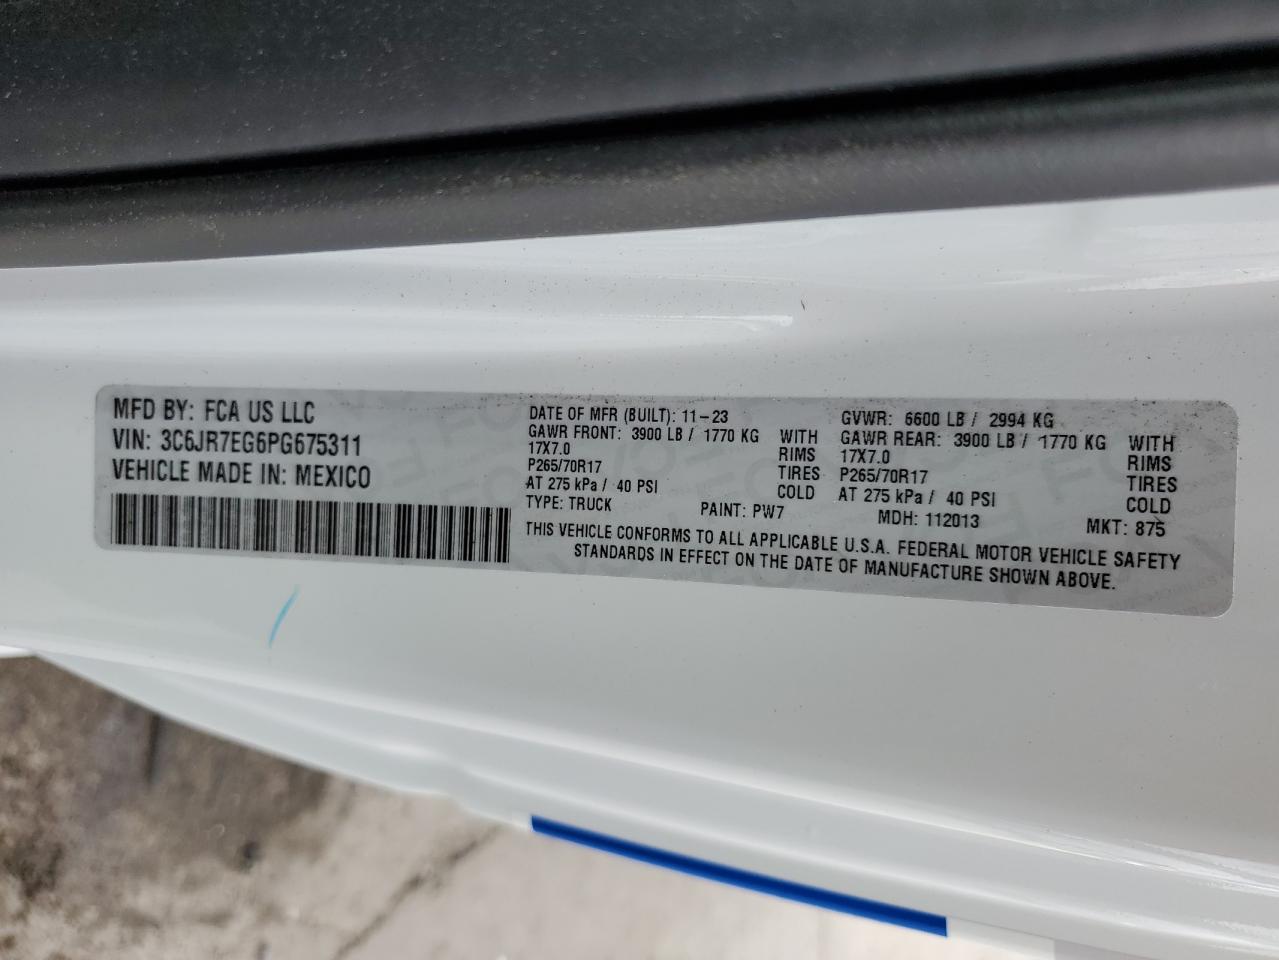 MFD BY: FCA US LLC
VIN: 3C6JR7EG6PG675311
VEHICLE MADE IN: MEXICO
DATE OF MFR (BUILT): 11-23
GAWR FRONT: 3900 LB / 1770 KG WITH
17X7.0 RIMS
P265/70R17 TIRES
AT 275 kPa / 40 PSI COLD
GVWR: 6600 LB / 2994 KG
GAWR REAR: 3900 LB / 1770 KG WITH
17X7.0 RIMS
P265/70R17 TIRES
AT 275 kPa / 40 PSI COLD
TYPE: TRUCK PAINT: PW7 MDH: 112013 MKT: 875
THIS VEHICLE CONFORMS TO ALL APPLICABLE U.S.A. FEDERAL MOTOR VEHICLE SAFETY
STANDARDS IN EFFECT ON THE DATE OF MANUFACTURE SHOWN ABOVE.